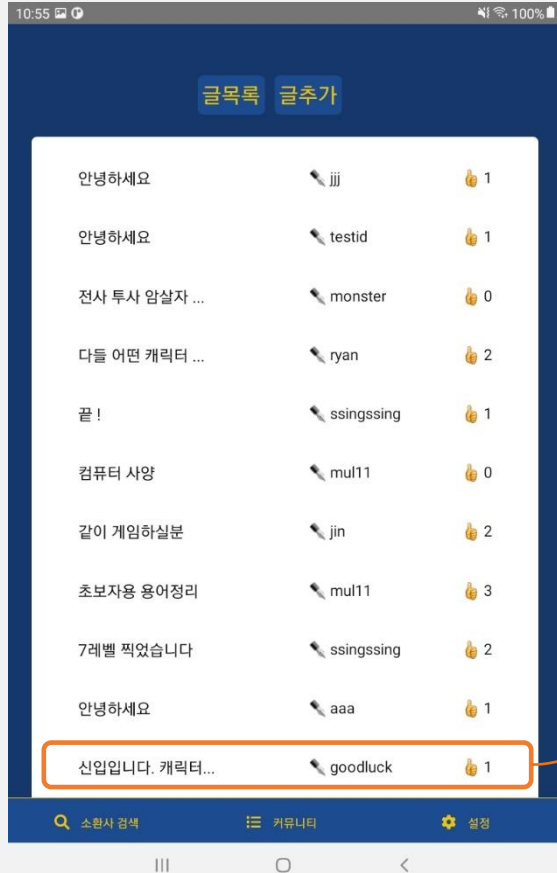 10:55 100%
글목록 글추가
안녕하세요 jjj 1
안녕하세요 testid 1
전사 투사 암살자 ... monster 0
다들 어떤 캐릭터 ... ryan 2
끝 ! ssingssing 1
컴퓨터 사양 mul11 0
같이 게임하실분 jin 2
초보자용 용어정리 mul11 3
7레벨 찍었습니다 ssingssing 2
안녕하세요 aaa 1
신입입니다. 캐릭터... goodluck 1
소환사 검색 커뮤니티 설정